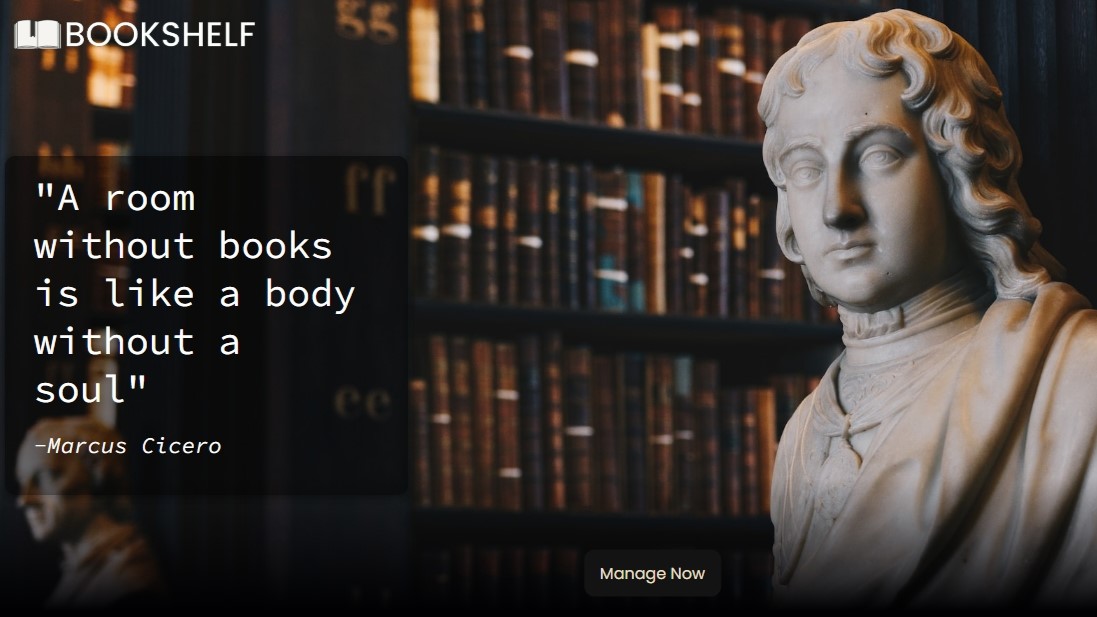 BOOKSHELF
gg
ff
"A room
without books
is like a body
without a
soul"
-Marcus Cicero
ee
Manage Now